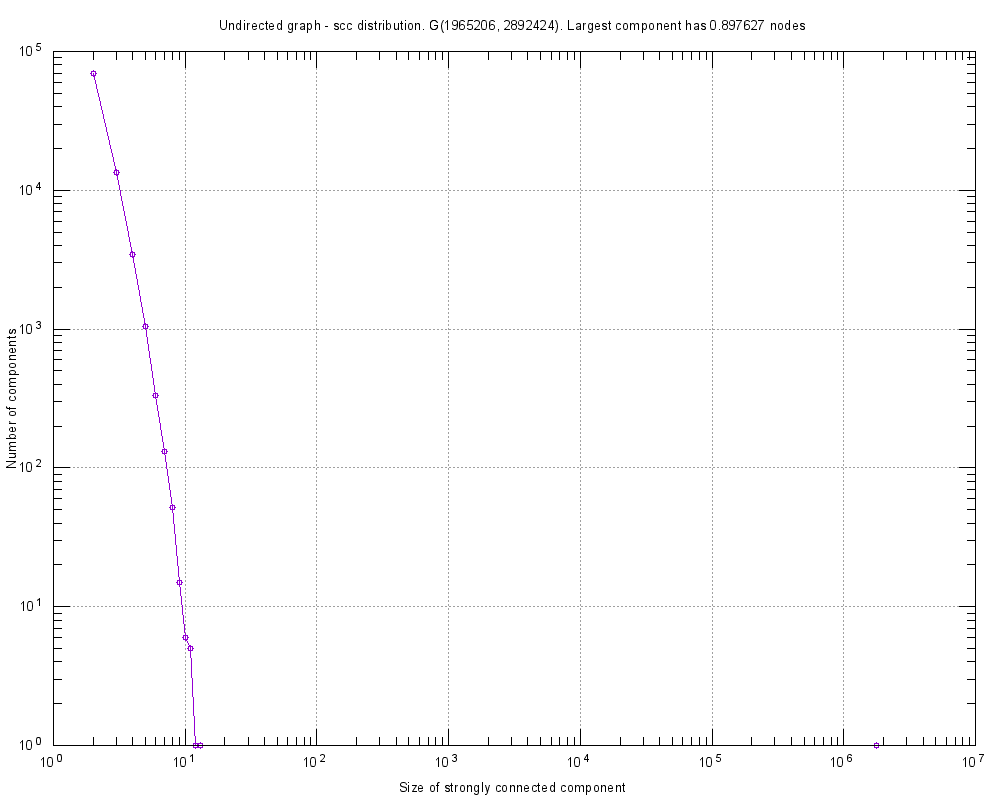 Undirected graph - scc distribution. G(1965206, 2892424). Largest component has 0.897627 nodes
10^5
10^4
10^3
10^2
10^1
10^0
Number of components
10^0 10^1 10^2 10^3 10^4 10^5 10^6 10^7
Size of strongly connected component